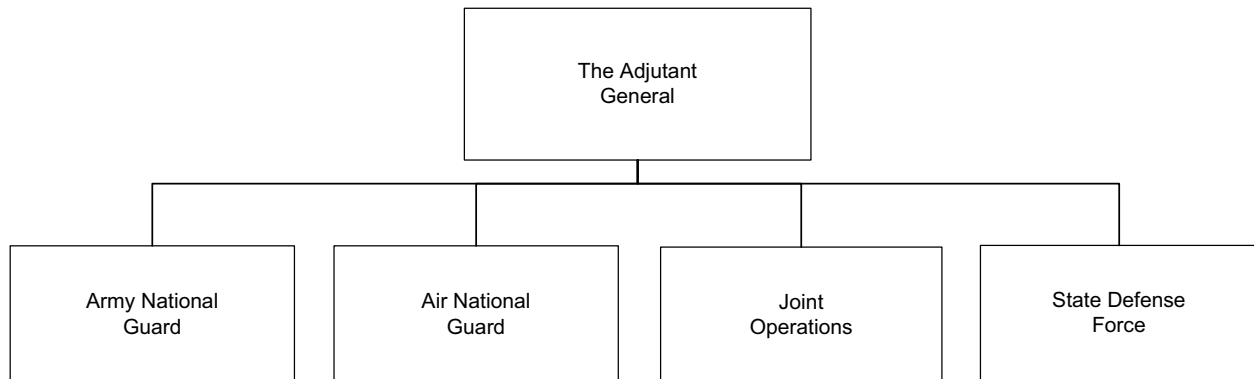 The Adjutant
General
Army National
Guard
Air National
Guard
Joint
Operations
State Defense
Force